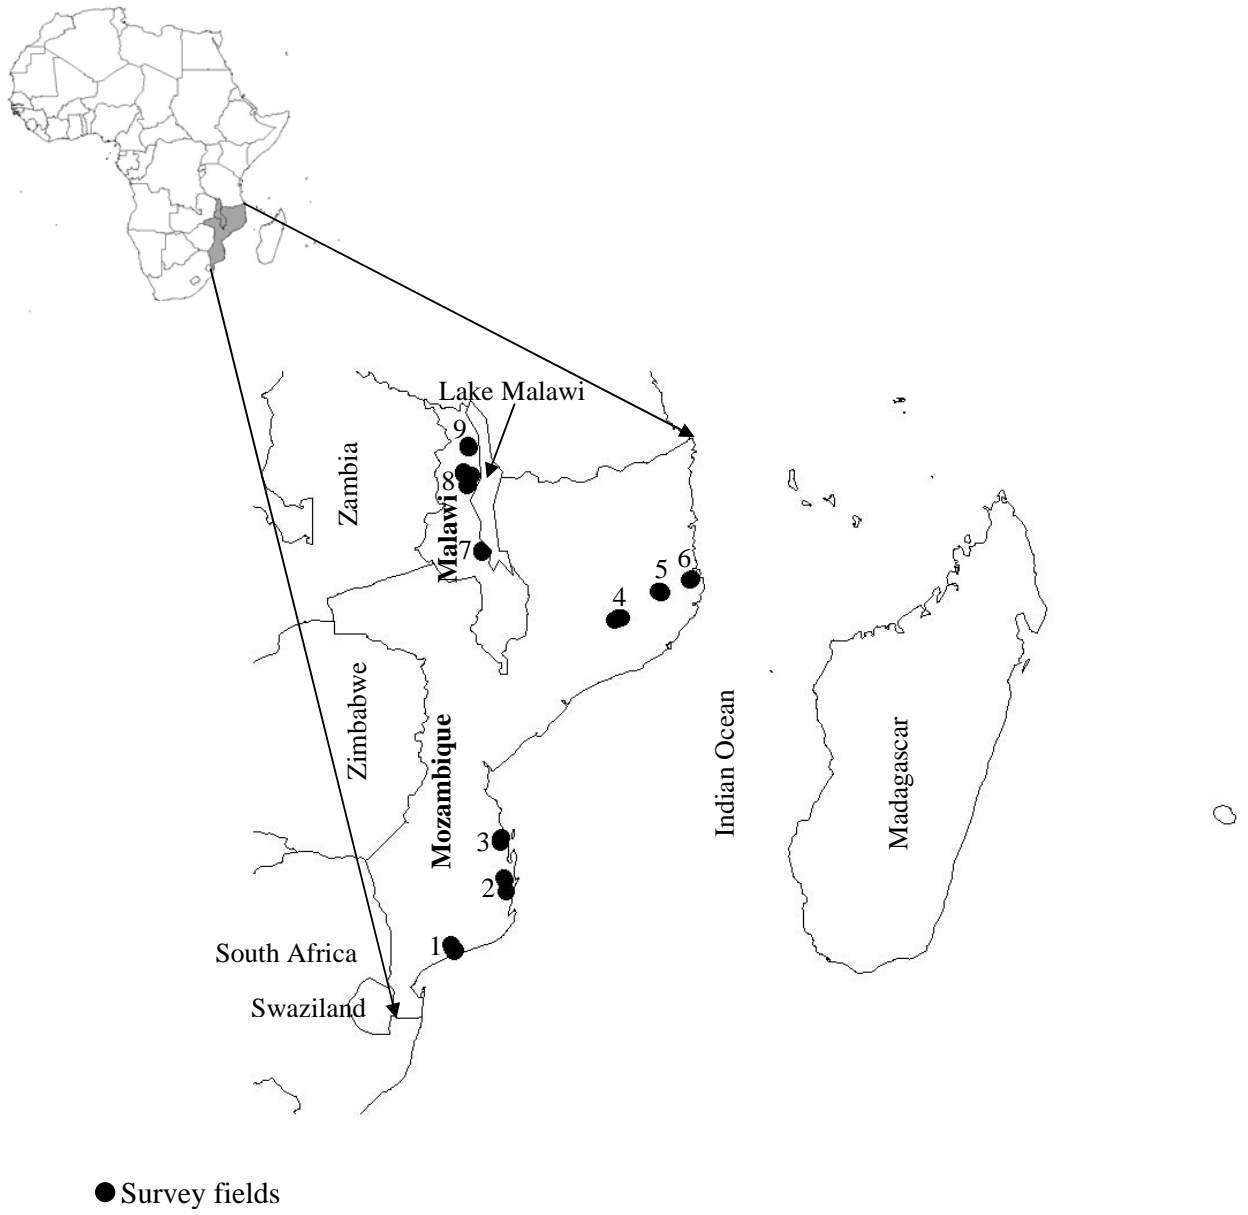 Lake Malawi
9
Zambia
8
Malawi
7
6
5
4
Zimbabwe
Mozambique
Indian Ocean
Madagascar
3
2
1
South Africa
Swaziland
Survey fields